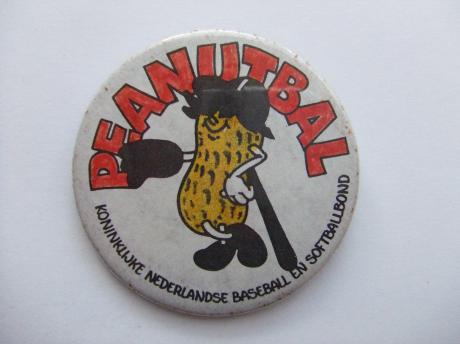 PEANUTBAL
KONINKLIJKE NEDERLANDSE BASEBALL EN SOFTBALLBOND